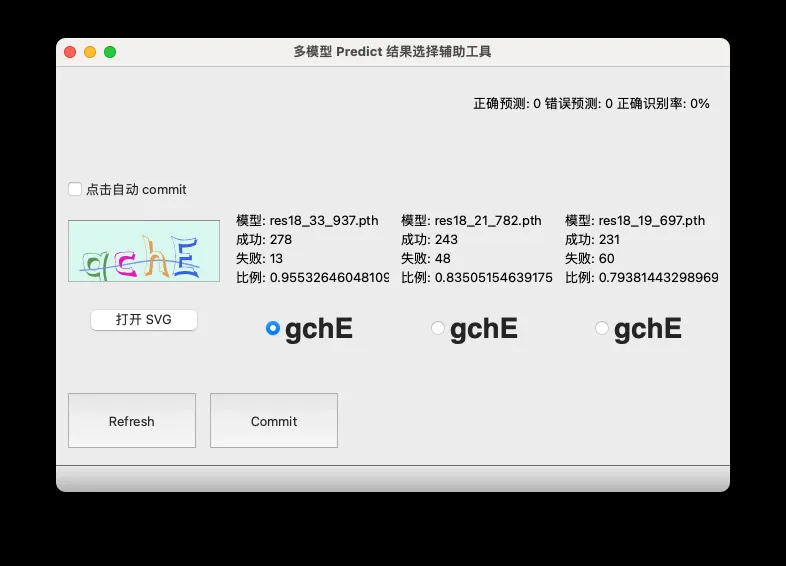 多模型 Predict 结果选择辅助工具
正确预测: 0 错误预测: 0 正确识别率: 0%
点击自动 commit
gchE
模型: res18_33_937.pth
成功: 278
失败: 13
比例: 0.95532646048109
模型: res18_21_782.pth
成功: 243
失败: 48
比例: 0.83505154639175
模型: res18_19_697.pth
成功: 231
失败: 60
比例: 0.79381443298969
打开 SVG
gchE
gchE
gchE
Refresh
Commit